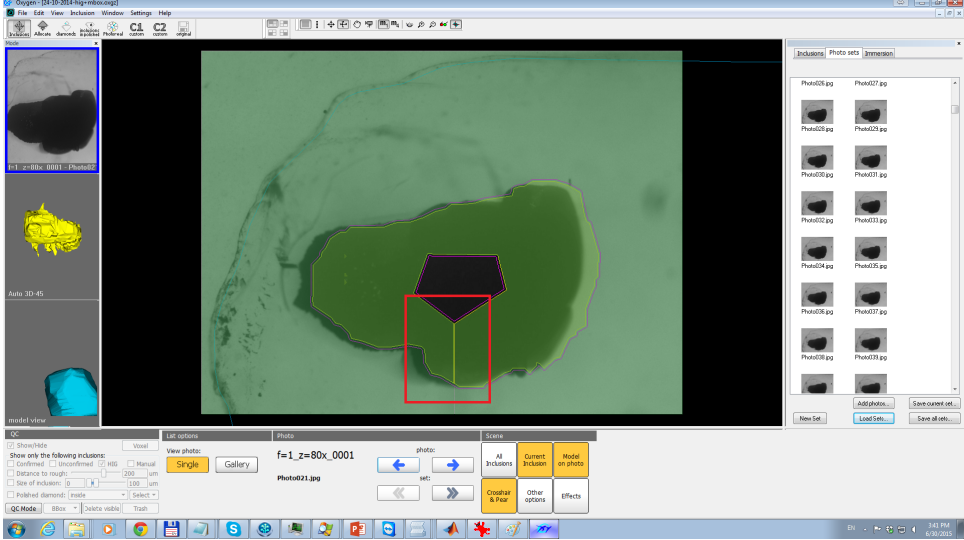 Oxygen - [24-10-2014-hig+mbox.oxgz]
File Edit View Inclusion Window Settings Help
Inclusions Allocate diamonds inclusions in polished Photoreal C1 custom C2 custom original
Mode
Inclusions Photo sets Immersion
f=1_z=80x_0001 - Photo02
Auto 3D-45
model view
Photo026.jpg Photo027.jpg
Photo028.jpg Photo029.jpg
Photo030.jpg Photo031.jpg
Photo032.jpg Photo033.jpg
Photo034.jpg Photo035.jpg
Photo036.jpg Photo037.jpg
Photo038.jpg Photo039.jpg
Add photos... Save current set...
New Set Load Sets... Save all sets...
QC
Show/Hide Voxel
Show only the following inclusions:
Confirmed Unconfirmed HIG Manual
Distance to rough: 200 um
Size of inclusion: 0 100 um
Polished diamond: inside Select
QC Mode BBox Delete visible Trash
List options
View photo:
Single Gallery
Photo
f=1_z=80x_0001
Photo021.jpg
photo:
set:
Scene
All Inclusions Current Inclusion Model on photo
Crosshair & Pear Other options Effects
EN
3:41 PM
6/30/2015